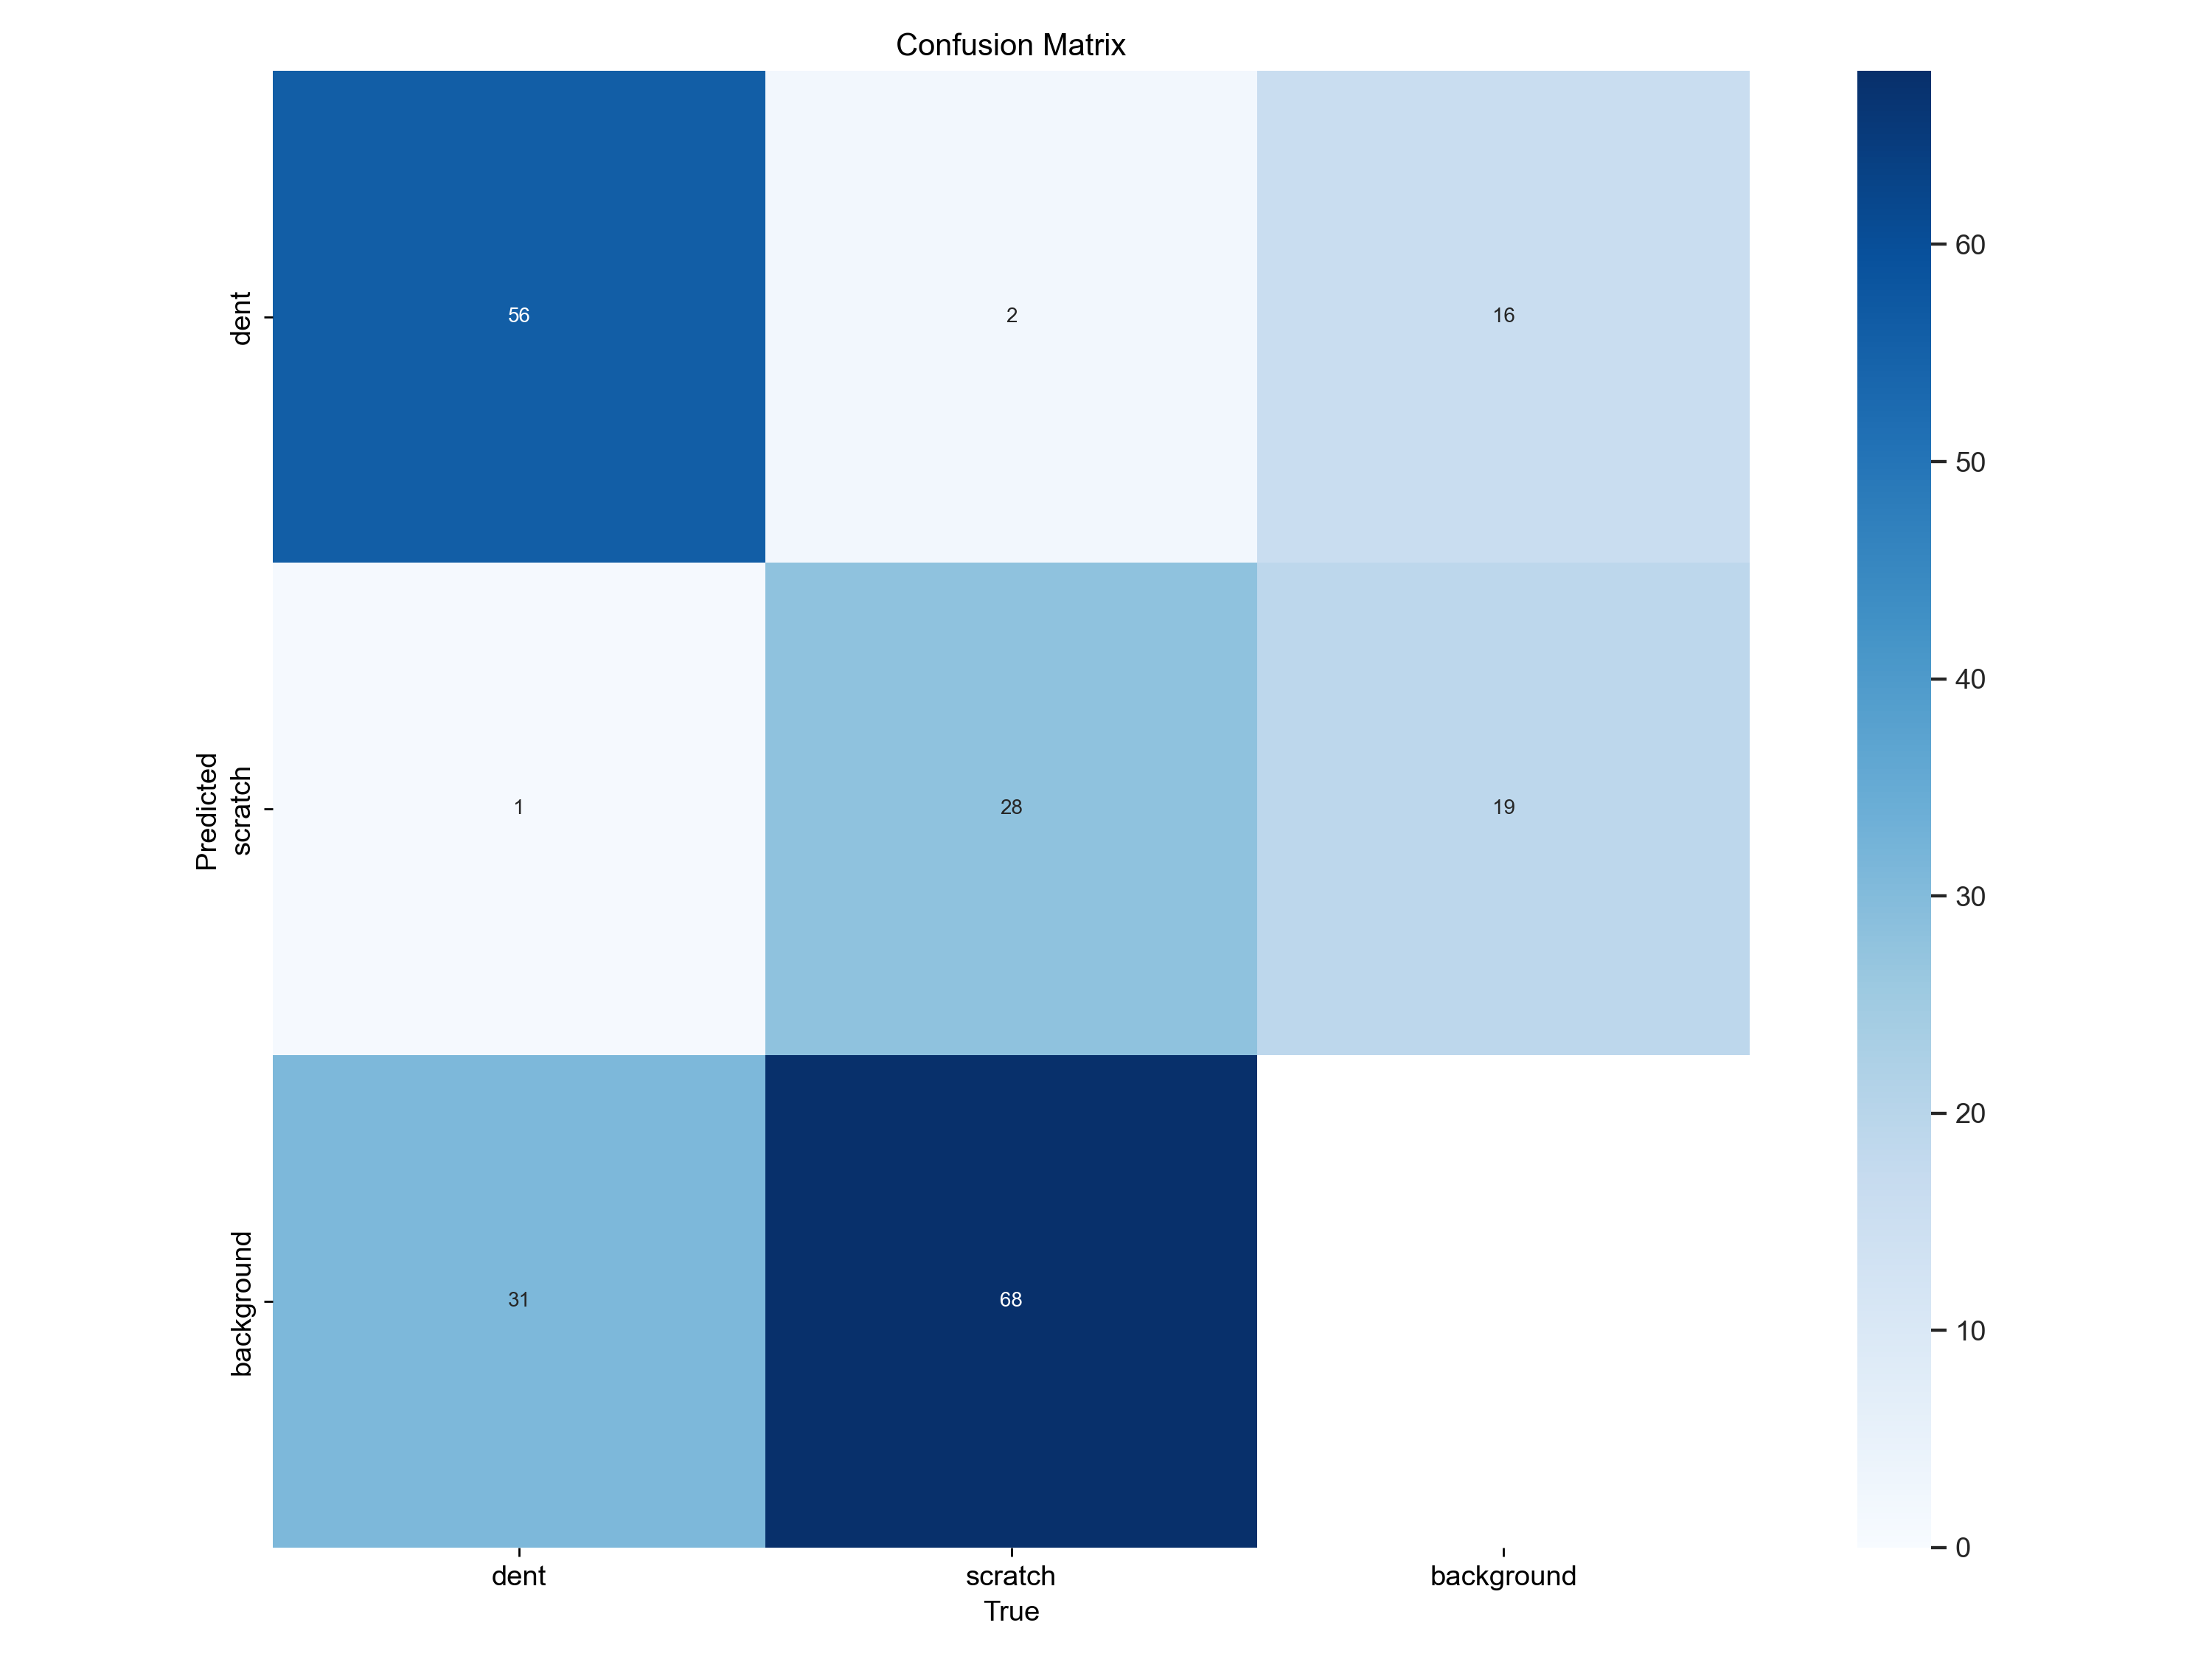 Confusion Matrix
dent
56
2
16
Predicted
scratch
1
28
19
background
31
68
dent
scratch
background
True
60
50
40
30
20
10
0